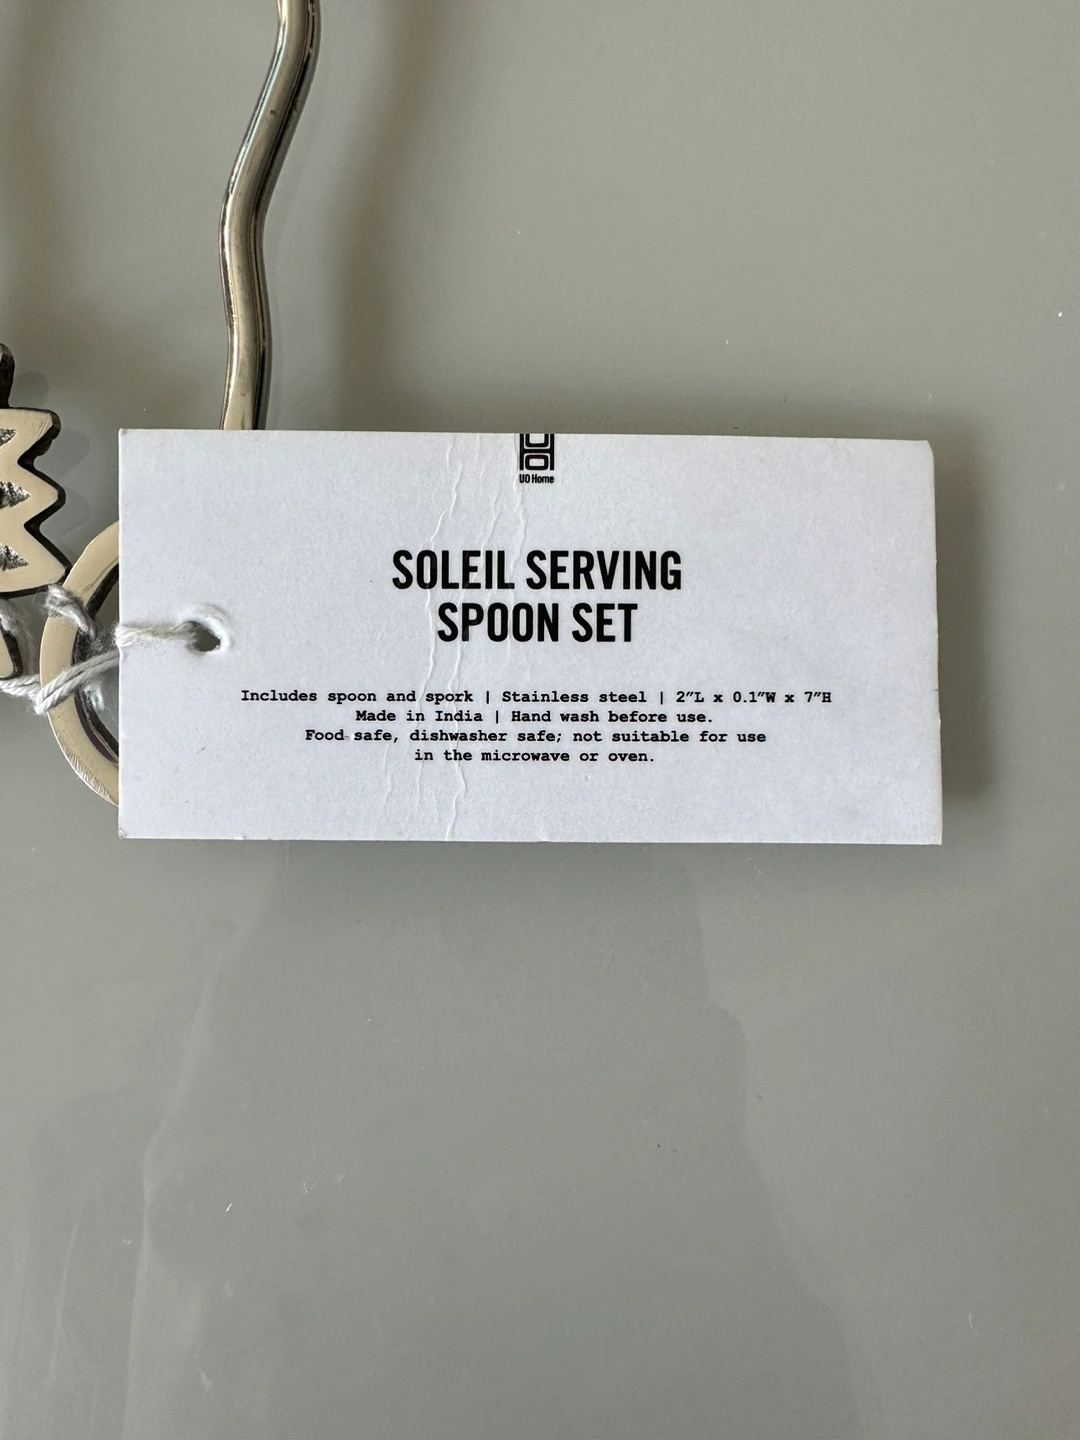 UO Home
SOLEIL SERVING
SPOON SET
Includes spoon and spork | Stainless steel | 2"L x 0.1"W x 7"H
Made in India | Hand wash before use.
Food safe, dishwasher safe; not suitable for use
in the microwave or oven.